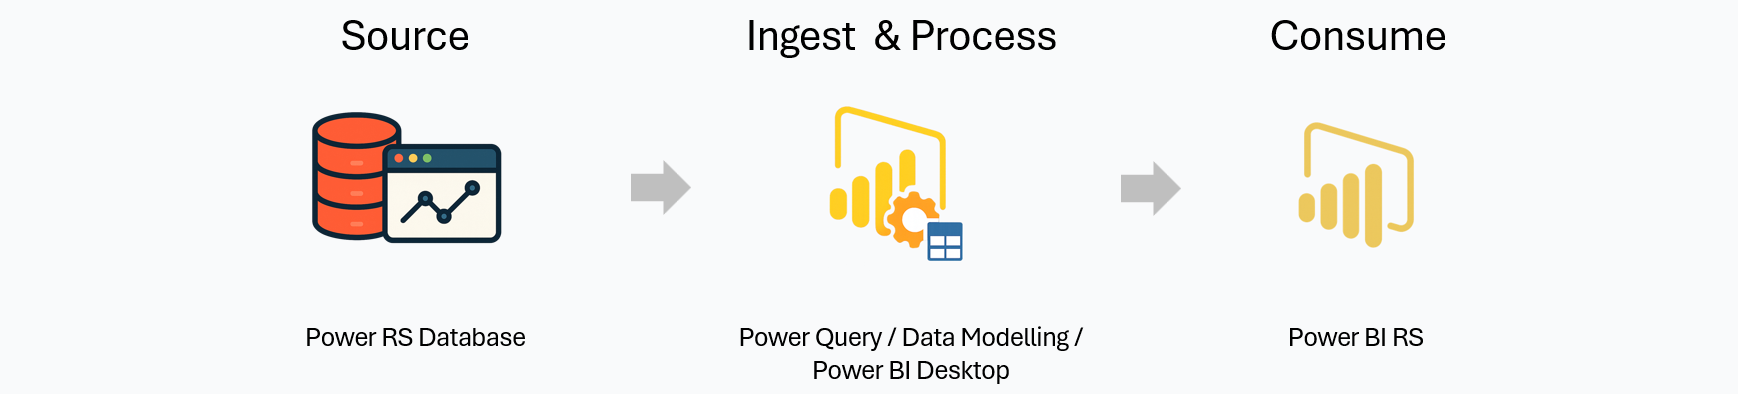 Source
Ingest & Process
Consume
Power RS Database
Power Query / Data Modelling /
Power BI Desktop
Power BI RS